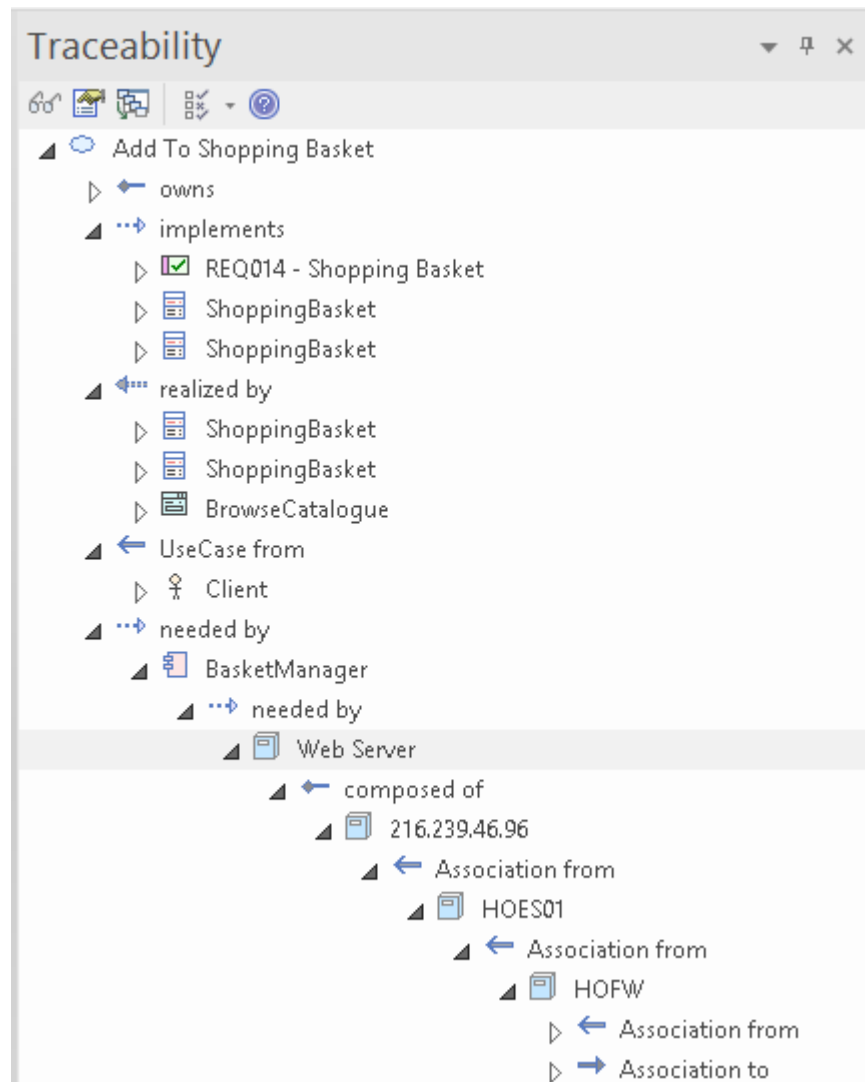 Traceability
Add To Shopping Basket
owns
implements
REQ014 - Shopping Basket
ShoppingBasket
ShoppingBasket
realized by
ShoppingBasket
ShoppingBasket
BrowseCatalogue
UseCase from
Client
needed by
BasketManager
needed by
Web Server
composed of
216.239.46.96
Association from
HOES01
Association from
HOFW
Association from
Association to